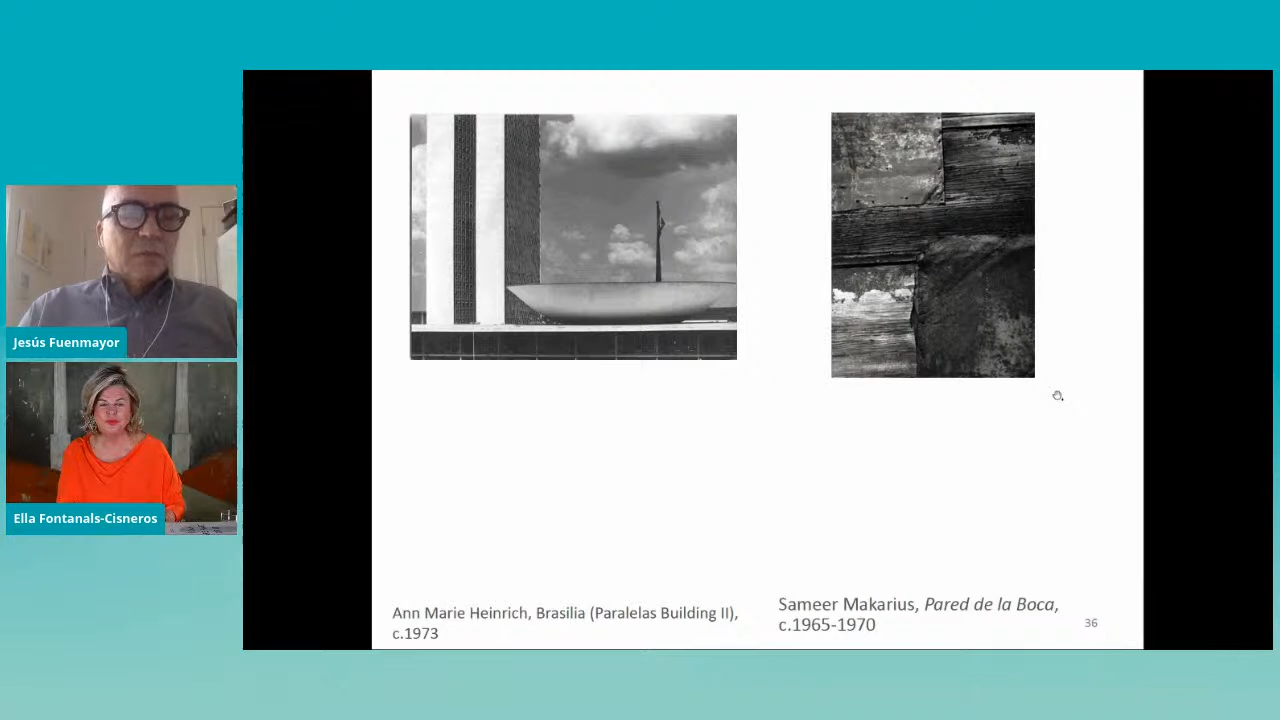 Jesús Fuenmayor
Ella Fontanals-Cisneros
Ann Marie Heinrich, Brasilia (Paralelas Building II),
c.1973
Sameer Makarius, Pared de la Boca,
c.1965-1970
36